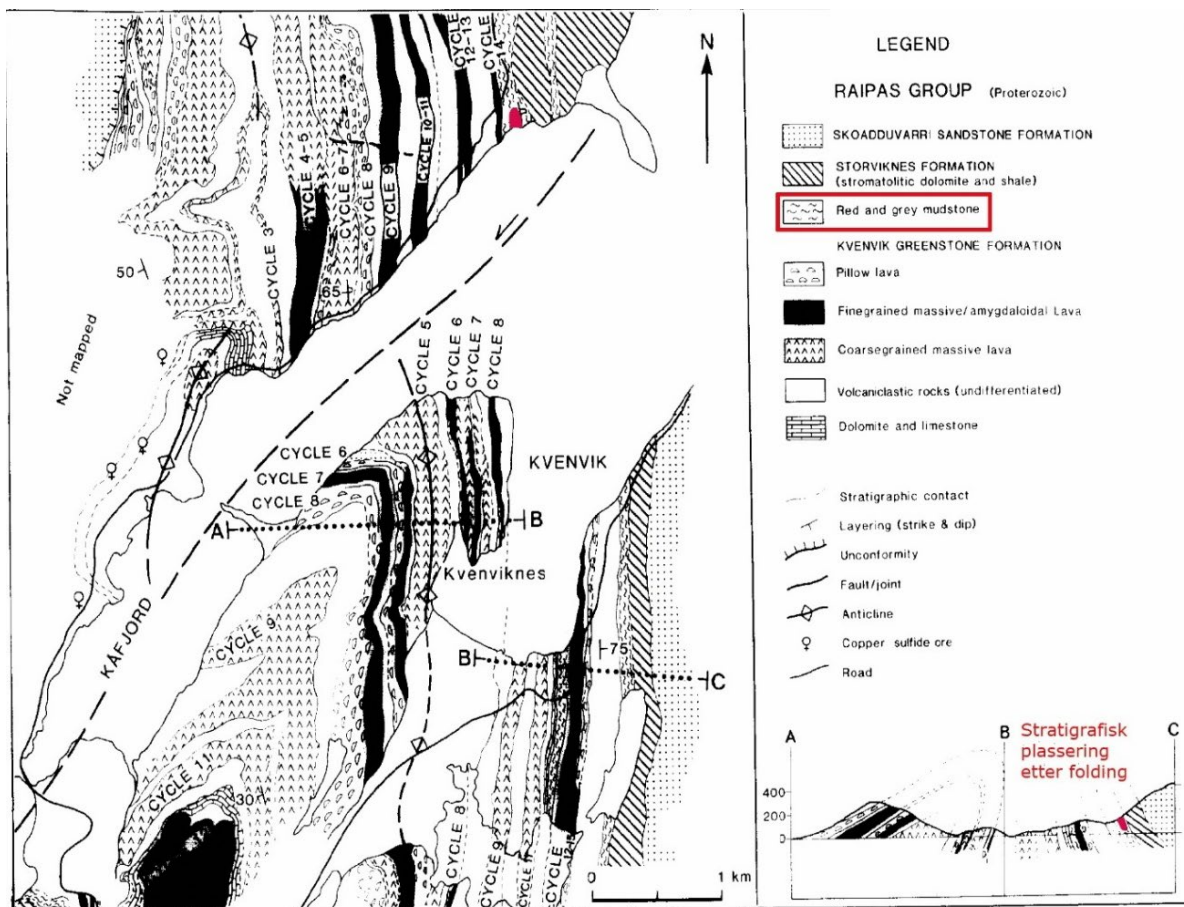 CYCLE 3
CYCLE 4-5
CYCLE 6-7
CYCLE 8
CYCLE 9
CYCLE 10-11
CYCLE
12-13
CYCLE
-14
N
50
65
Not mapped
CYCLE 5
CYCLE 6
CYCLE 7
CYCLE 8
CYCLE 6
CYCLE 7
CYCLE 8
KVENVIK
A
B
Kvenviknes
KÅFJORD
CYCLE 9
75
B
C
CYCLE 11
30
CYCLE 8
CYCLE 9
CYCLE
0 1 km
LEGEND
RAIPAS GROUP (Proterozoic)
SKOADDUVARRI SANDSTONE FORMATION
STORVIKNES FORMATION
(stromatolitic dolomite and shale)
Red and grey mudstone
KVENVIK GREENSTONE FORMATION
Pillow lava
Finegrained massive/amygdaloidal Lava
Coarsegrained massive lava
Volcaniclastic rocks (undifferentiated)
Dolomite and limestone
Stratigraphic contact
Layering (strike & dip)
Unconformity
Fault/joint
Anticline
Copper sulfide ore
Road
A
B
C
Stratigrafisk
plassering
etter folding
400
200
0